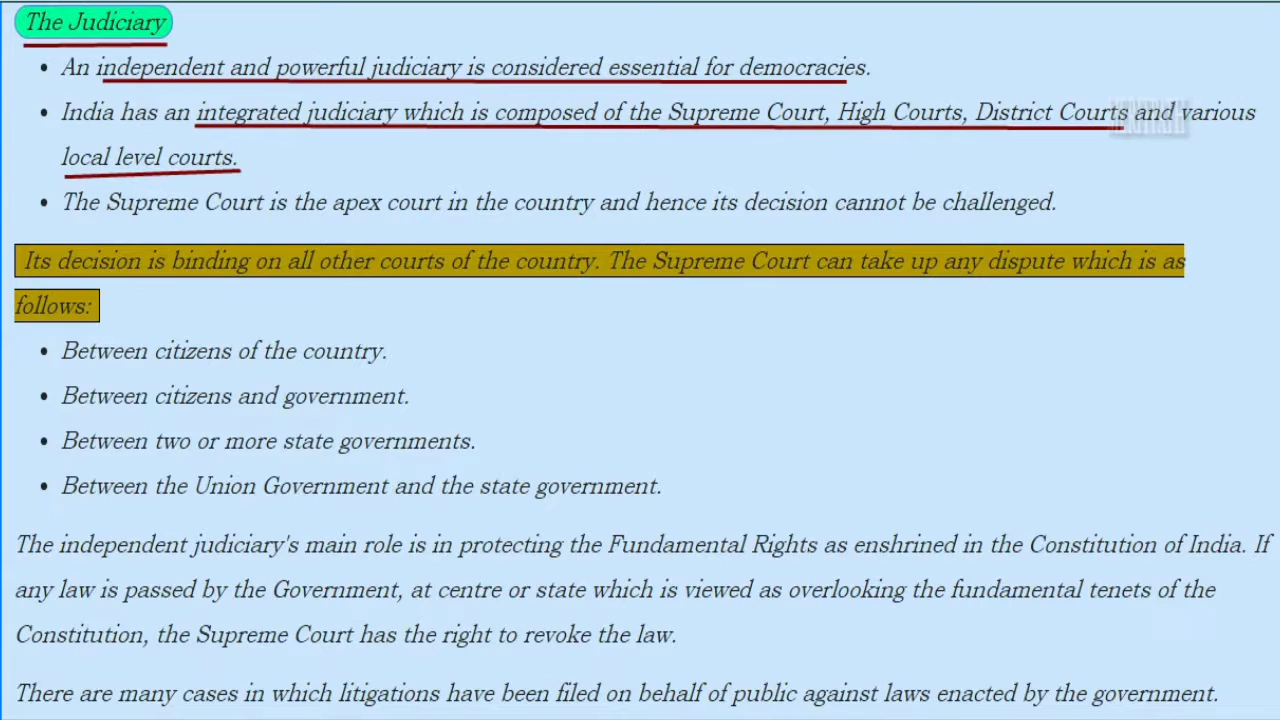 The Judiciary
• An independent and powerful judiciary is considered essential for democracies.
• India has an integrated judiciary which is composed of the Supreme Court, High Courts, District Courts and various
local level courts.
• The Supreme Court is the apex court in the country and hence its decision cannot be challenged.
Its decision is binding on all other courts of the country. The Supreme Court can take up any dispute which is as
follows:
• Between citizens of the country.
• Between citizens and government.
• Between two or more state governments.
• Between the Union Government and the state government.
The independent judiciary's main role is in protecting the Fundamental Rights as enshrined in the Constitution of India. If
any law is passed by the Government, at centre or state which is viewed as overlooking the fundamental tenets of the
Constitution, the Supreme Court has the right to revoke the law.
There are many cases in which litigations have been filed on behalf of public against laws enacted by the government.